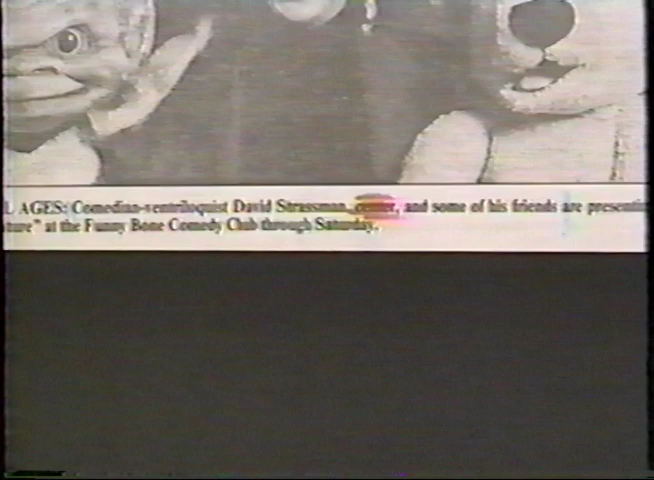 L AGES: Comedian-ventriloquist David Strassman, center, and some of his friends are presentin
ture" at the Funny Bone Comedy Club through Saturday.